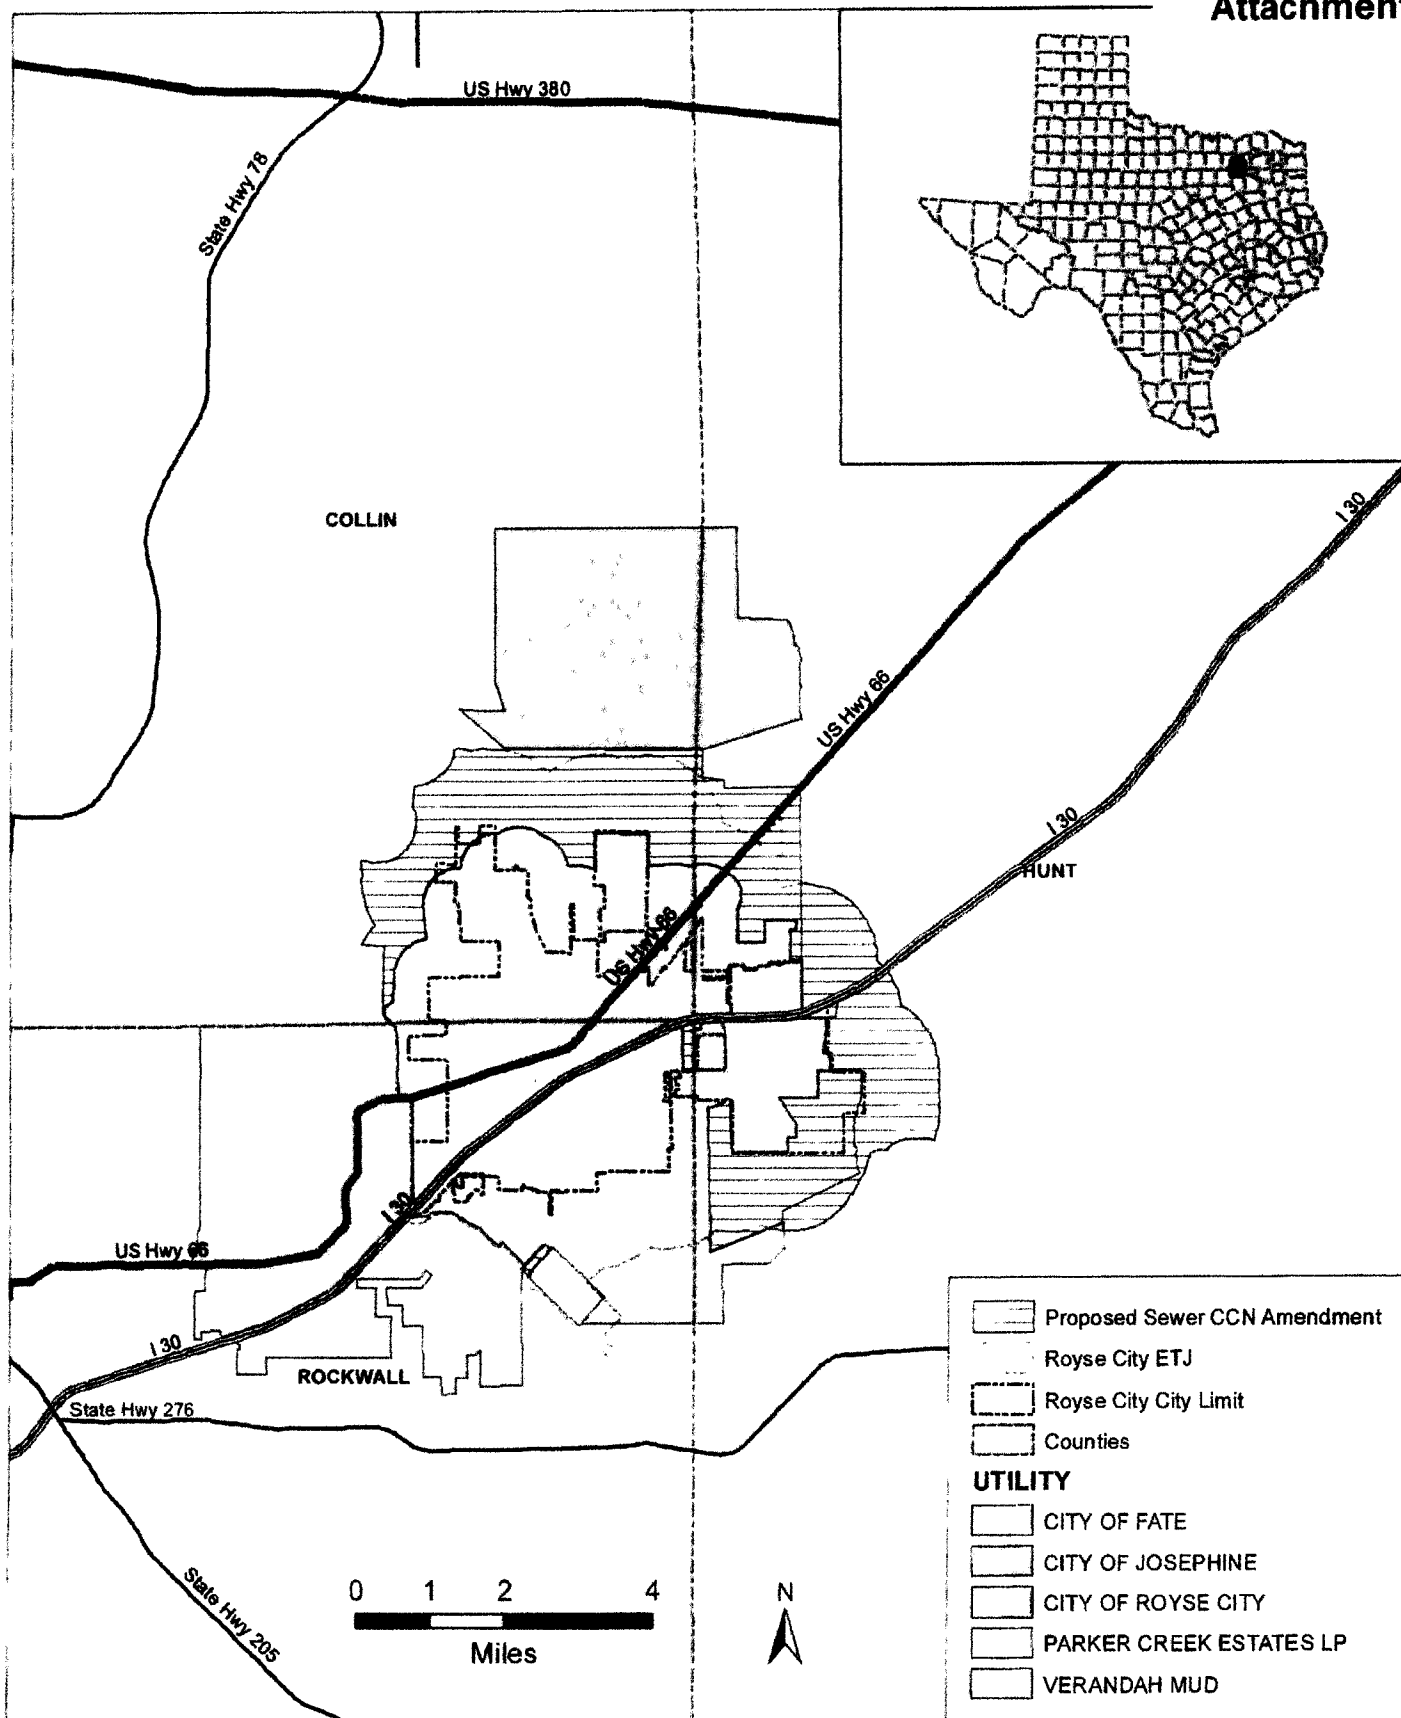 Attachment
US Hwy 380
State Hwy 78
I 30
COLLIN
US Hwy 66
I 30
HUNT
US Hwy 66
I 30
US Hwy 66
I 30
ROCKWALL
State Hwy 276
State Hwy 205
Proposed Sewer CCN Amendment
Royse City ETJ
Royse City City Limit
Counties
UTILITY
CITY OF FATE
CITY OF JOSEPHINE
CITY OF ROYSE CITY
PARKER CREEK ESTATES LP
VERANDAH MUD
0 1 2 4
Miles
N